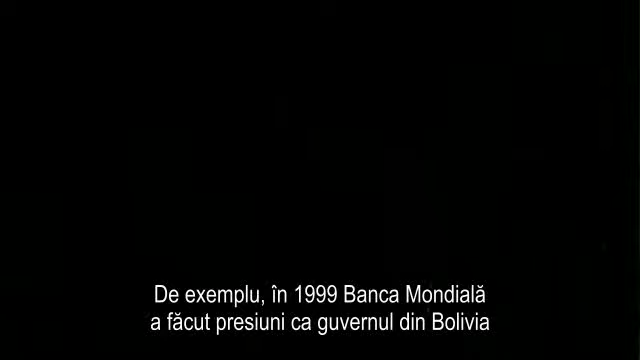 De exemplu, în 1999 Banca Mondială
a făcut presiuni ca guvernul din Bolivia